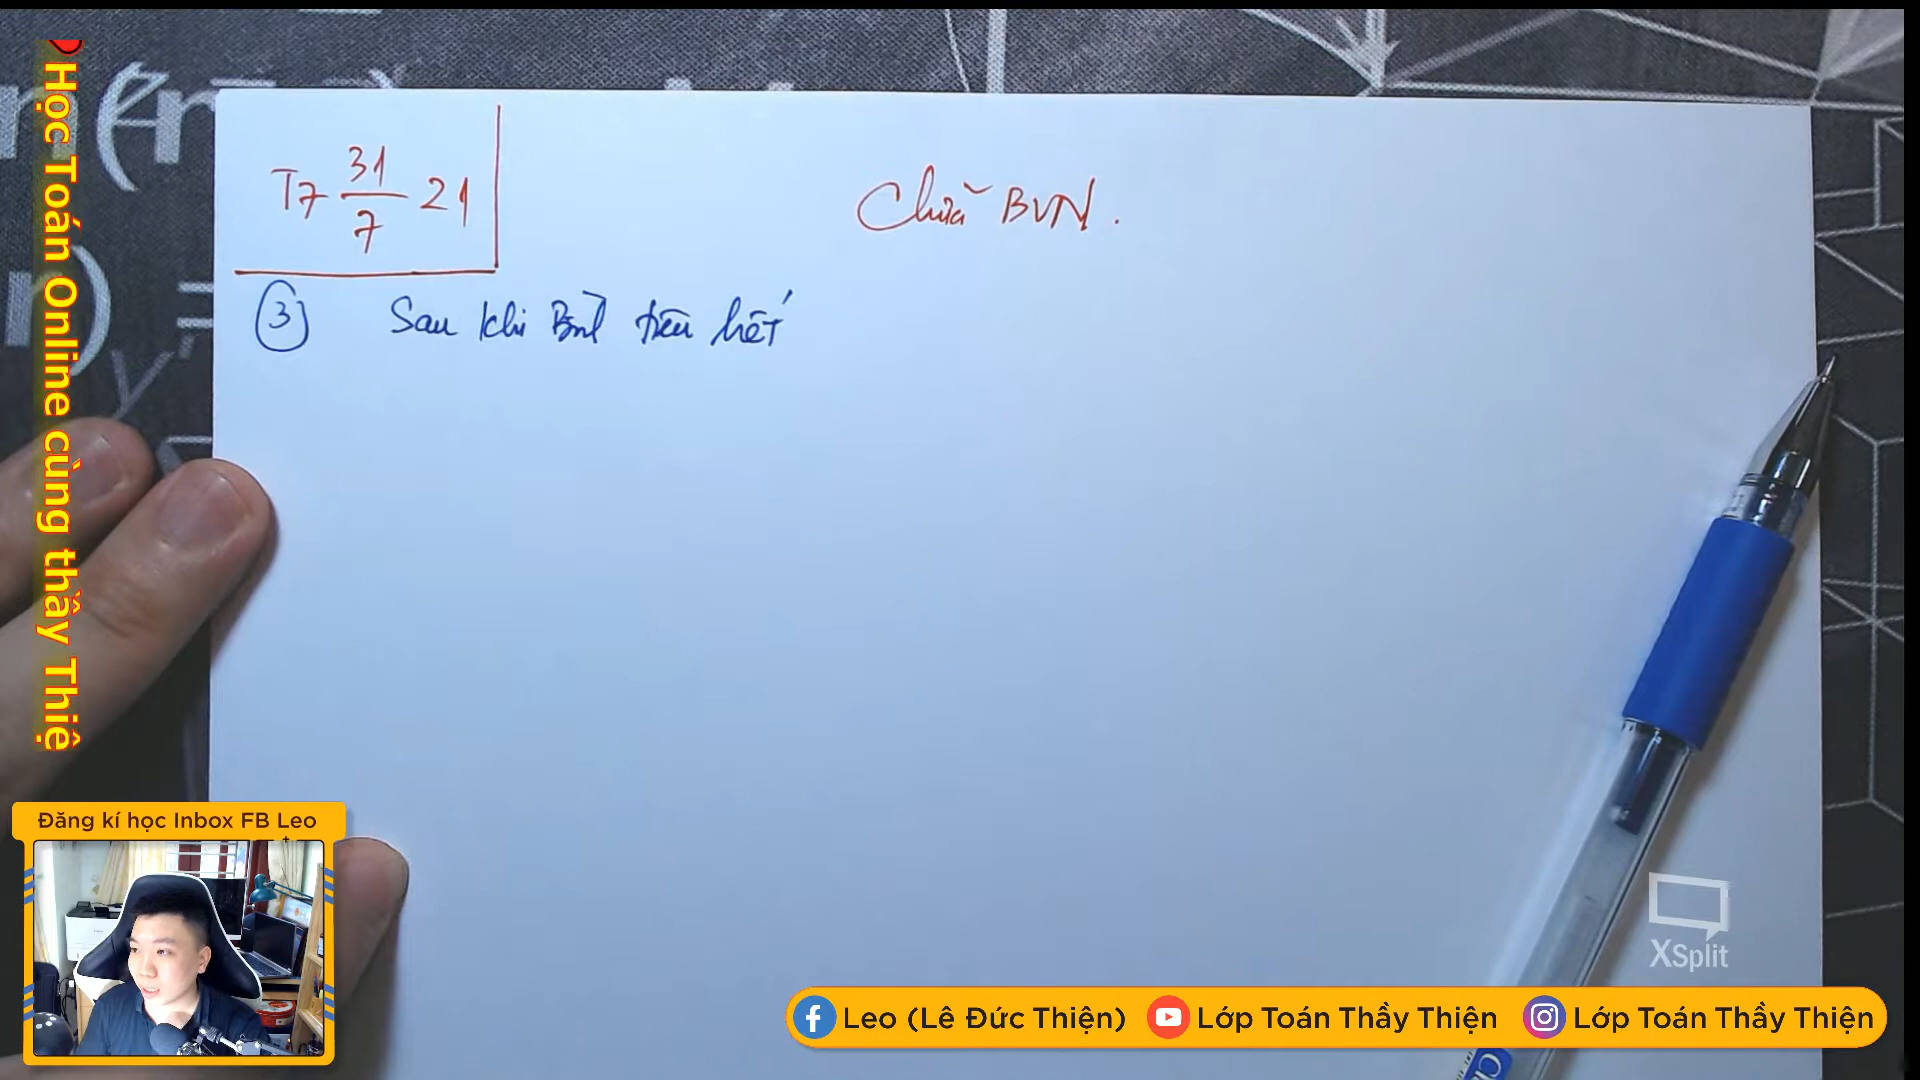 Học Toán Online cùng thầy Thiệ
T7 31/7 21
Chữa BVN.
3 Sau khi Bình tiêu hết
Đăng kí học Inbox FB Leo
XSplit
Leo (Lê Đức Thiện) Lớp Toán Thầy Thiện Lớp Toán Thầy Thiện